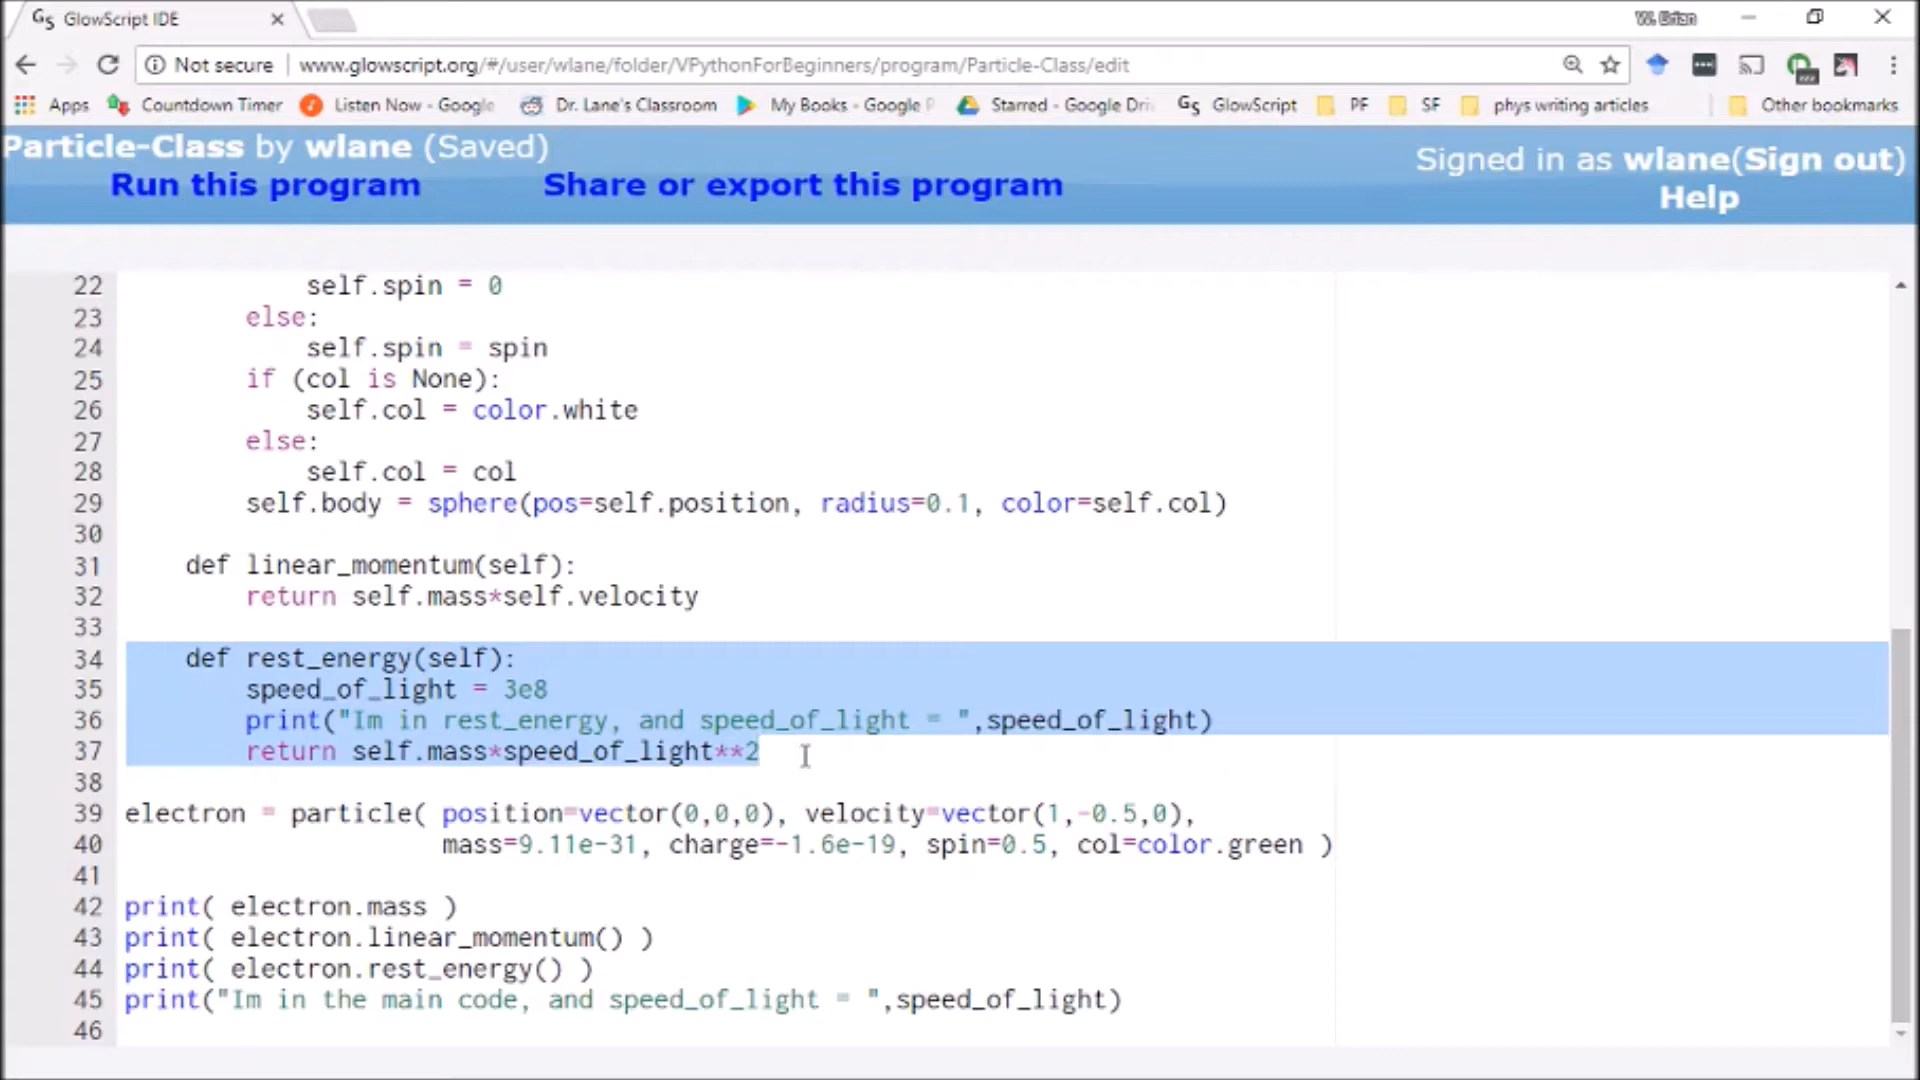 GS GlowScript IDE
W. Brian
Not secure | www.glowscript.org/#/user/wlane/folder/VPythonForBeginners/program/Particle-Class/edit
Apps Countdown Timer Listen Now - Google Dr. Lane's Classroom My Books - Google P Starred - Google Dri GS GlowScript PF SF phys writing articles Other bookmarks
Particle-Class by wlane (Saved)
Signed in as wlane(Sign out)
Run this program Share or export this program
Help
22 self.spin = 0
23 else:
24 self.spin = spin
25 if (col is None):
26 self.col = color.white
27 else:
28 self.col = col
29 self.body = sphere(pos=self.position, radius=0.1, color=self.col)
30
31 def linear_momentum(self):
32 return self.mass*self.velocity
33
34 def rest_energy(self):
35 speed_of_light = 3e8
36 print("Im in rest_energy, and speed_of_light = ",speed_of_light)
37 return self.mass*speed_of_light**2
38
39 electron = particle( position=vector(0,0,0), velocity=vector(1,-0.5,0),
40 mass=9.11e-31, charge=-1.6e-19, spin=0.5, col=color.green )
41
42 print( electron.mass )
43 print( electron.linear_momentum() )
44 print( electron.rest_energy() )
45 print("Im in the main code, and speed_of_light = ",speed_of_light)
46